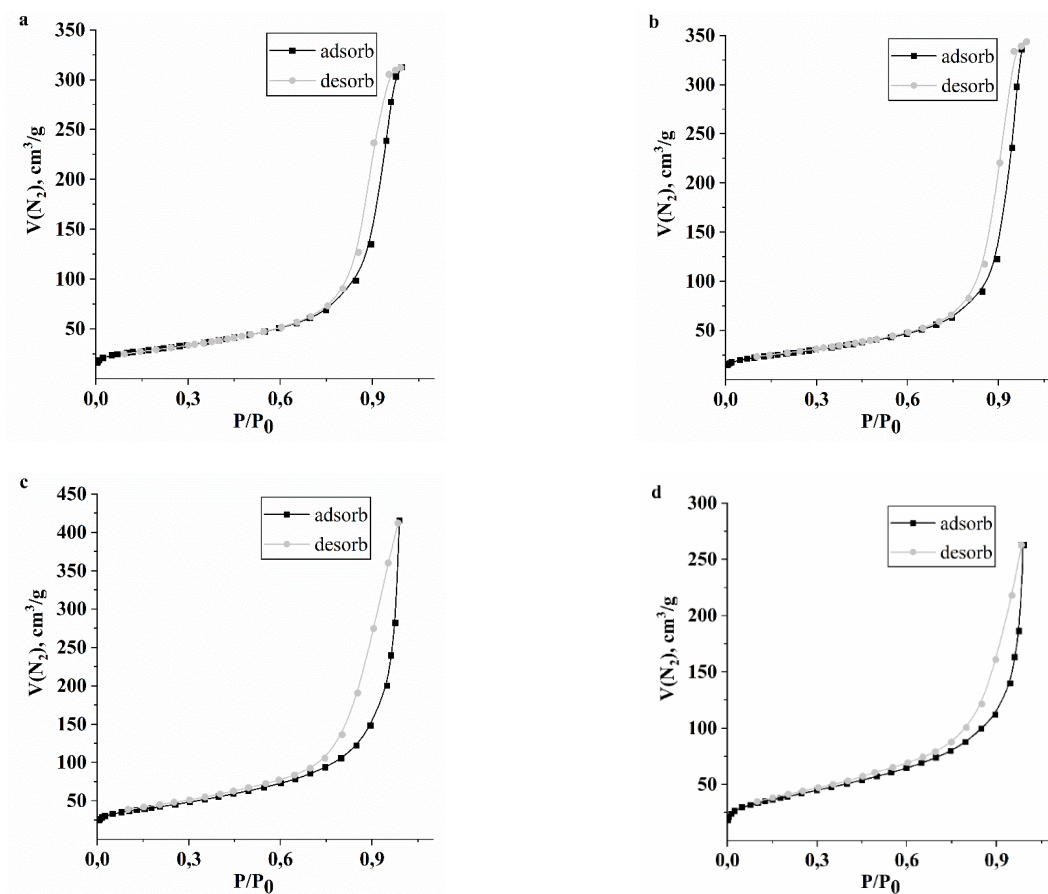 a
350
300
250
200
150
100
50
V(N₂), cm³/g
adsorb
desorb
0,0
0,3
0,6
0,9
P/P₀
b
350
300
250
200
150
100
50
V(N₂), cm³/g
adsorb
desorb
0,0
0,3
0,6
0,9
P/P₀
c
450
400
350
300
250
200
150
100
50
V(N₂), cm³/g
adsorb
desorb
0,0
0,3
0,6
0,9
P/P₀
d
300
250
200
150
100
50
V(N₂), cm³/g
adsorb
desorb
0,0
0,3
0,6
0,9
P/P₀